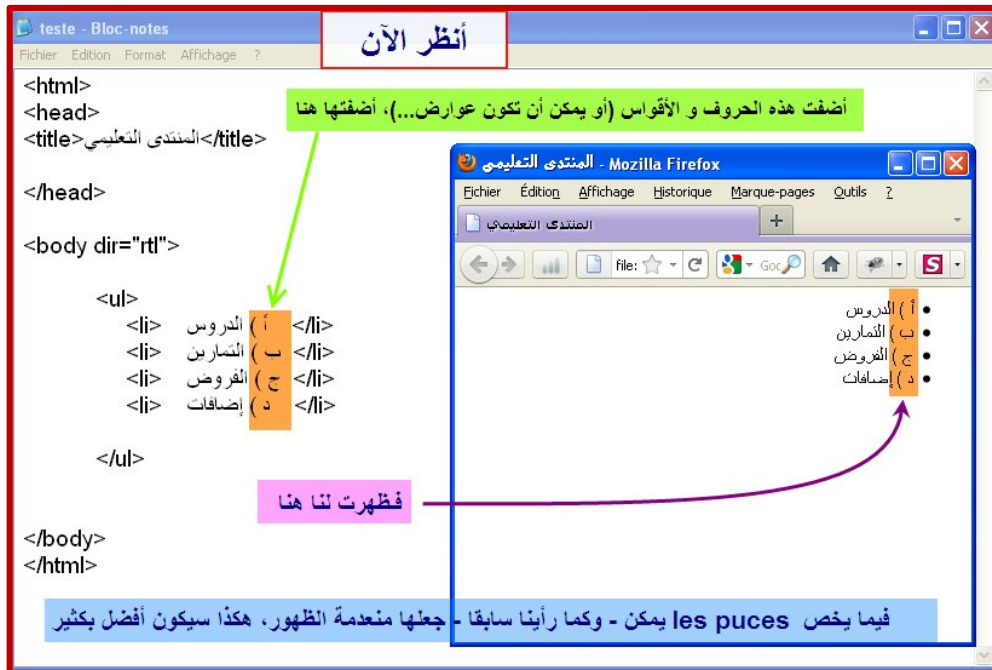 teste - Bloc-notes
أنظر الآن
Fichier Edition Format Affichage ?
<html>
<head>
<title>المنتدى التعليمي</title>
أضفت هذه الحروف و الأقواس (أو يمكن أن تكون عوارض...)، أضفتها هنا
</head>
<body dir="rtl">
<ul>
<li> أ ) الدروس </li>
<li> ب ) التمارين </li>
<li> ج ) الفروض </li>
<li> د ) إضافات </li>
</ul>
</body>
</html>
المنتدى التعليمي - Mozilla Firefox
Fichier Édition Affichage Historique Marque-pages Outils ?
المنتدى التعليمي +
file: Goo S
• أ ) الدروس
• ب ) التمارين
• ج ) الفروض
• د ) إضافات
فظهرت لنا هنا
فيما يخص les puces يمكن - وكما رأينا سابقا - جعلها منعدمة الظهور، هكذا سيكون أفضل بكثير